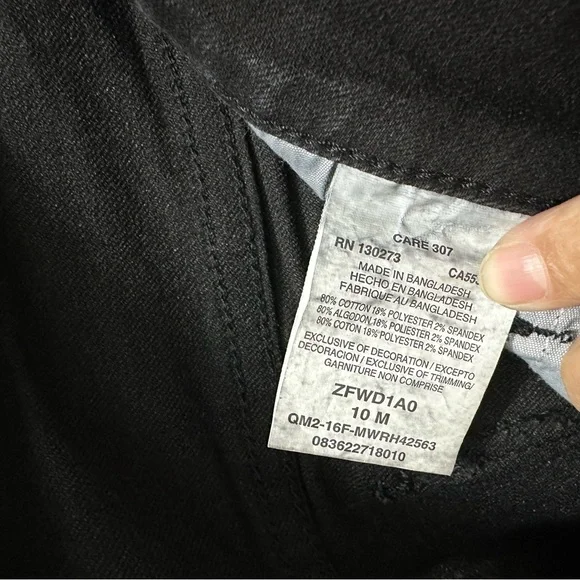 CARE 307
RN 130273 CA55
MADE IN BANGLADESH
HECHO EN BANGLADESH
FABRIQUE AU BANGLADESH
80% COTTON 18% POLYESTER 2% SPANDEX
80% ALGODON, 18% POLIESTER 2% SPANDEX
80% COTON 18% POLYESTER 2% SPANDEX
EXCLUSIVE OF DECORATION / EXCEPTO
DECORACION / EXCLUSIVE OF TRIMMING/
GARNITURE NON COMPRISE
ZFWD1A0
10 M
QM2-16F-MWRH42563
083622718010